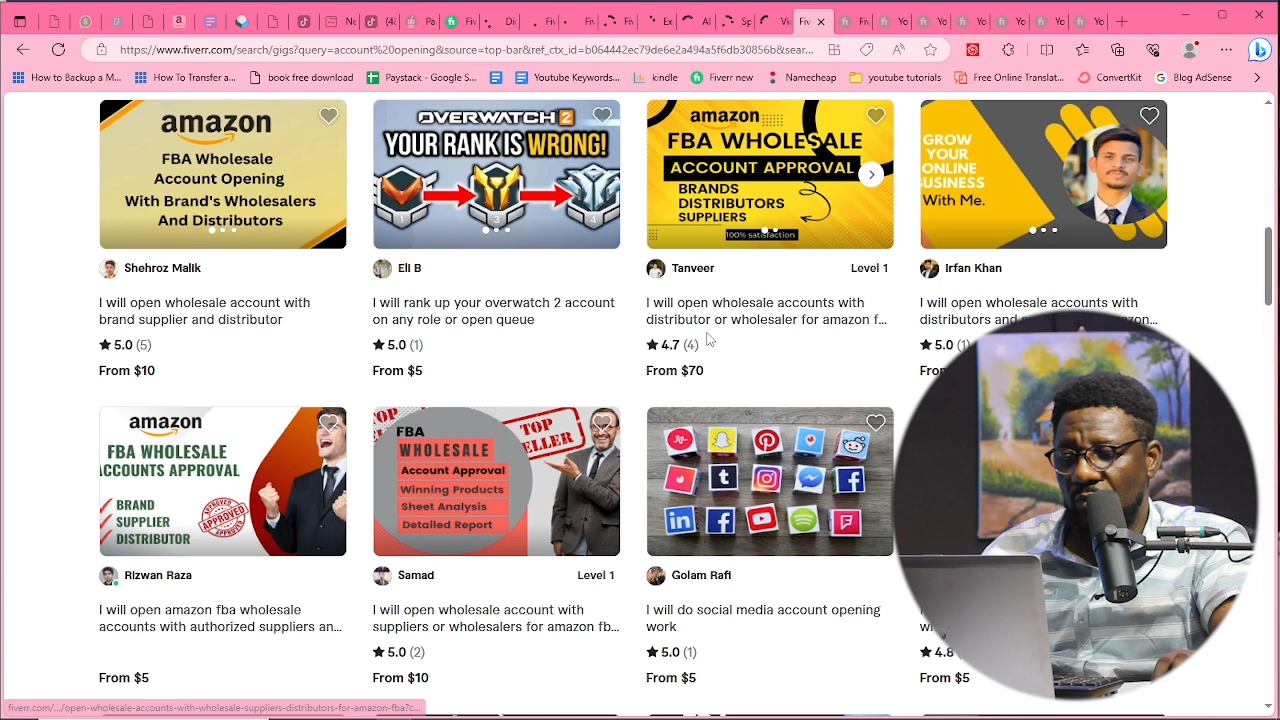 https://www.fiverr.com/search/gigs?query=account%20opening&source=top-bar&ref_ctx_id=b064442ec79de6e2a494a5f6db30856b&sear...
How to Backup a M...
How To Transfer a...
book free download
Paystack - Google S...
Youtube Keywords...
kindle
Fiverr new
Namecheap
youtube tutorials
Free Online Translat...
ConvertKit
Blog AdSense
amazon
FBA Wholesale
Account Opening
With Brand's Wholesalers
And Distributors
OVERWATCH 2
YOUR RANK IS WRONG!
1
3
4
amazon
FBA WHOLESALE
ACCOUNT APPROVAL
BRANDS
DISTRIBUTORS
SUPPLIERS
100% satisfaction
GROW
YOUR
ONLINE
BUSINESS
With Me.
Shehroz Malik
Eli B
Tanveer
Level 1
Irfan Khan
I will open wholesale account with
brand supplier and distributor
I will rank up your overwatch 2 account
on any role or open queue
I will open wholesale accounts with
distributor or wholesaler for amazon f...
I will open wholesale accounts with
distributors and
5.0 (5)
5.0 (1)
4.7 (4)
5.0 (1)
From $10
From $5
From $70
amazon
FBA WHOLESALE
ACCOUNTS APPROVAL
BRAND
SUPPLIER
DISTRIBUTOR
APPROVED
TOP
FBA
WHOLESALE
Account Approval
Winning Products
Sheet Analysis
Detailed Report
TOP
SELLER
Rizwan Raza
Samad
Level 1
Golam Rafi
I will open amazon fba wholesale
accounts with authorized suppliers an...
I will open wholesale account with
suppliers or wholesalers for amazon fb...
I will do social media account opening
work
5.0 (2)
5.0 (1)
4.8
From $5
From $10
From $5
From $5
fiverr.com/.../open-wholesale-accounts-with-wholesale-suppliers-distributors-for-amazon-fba?c...